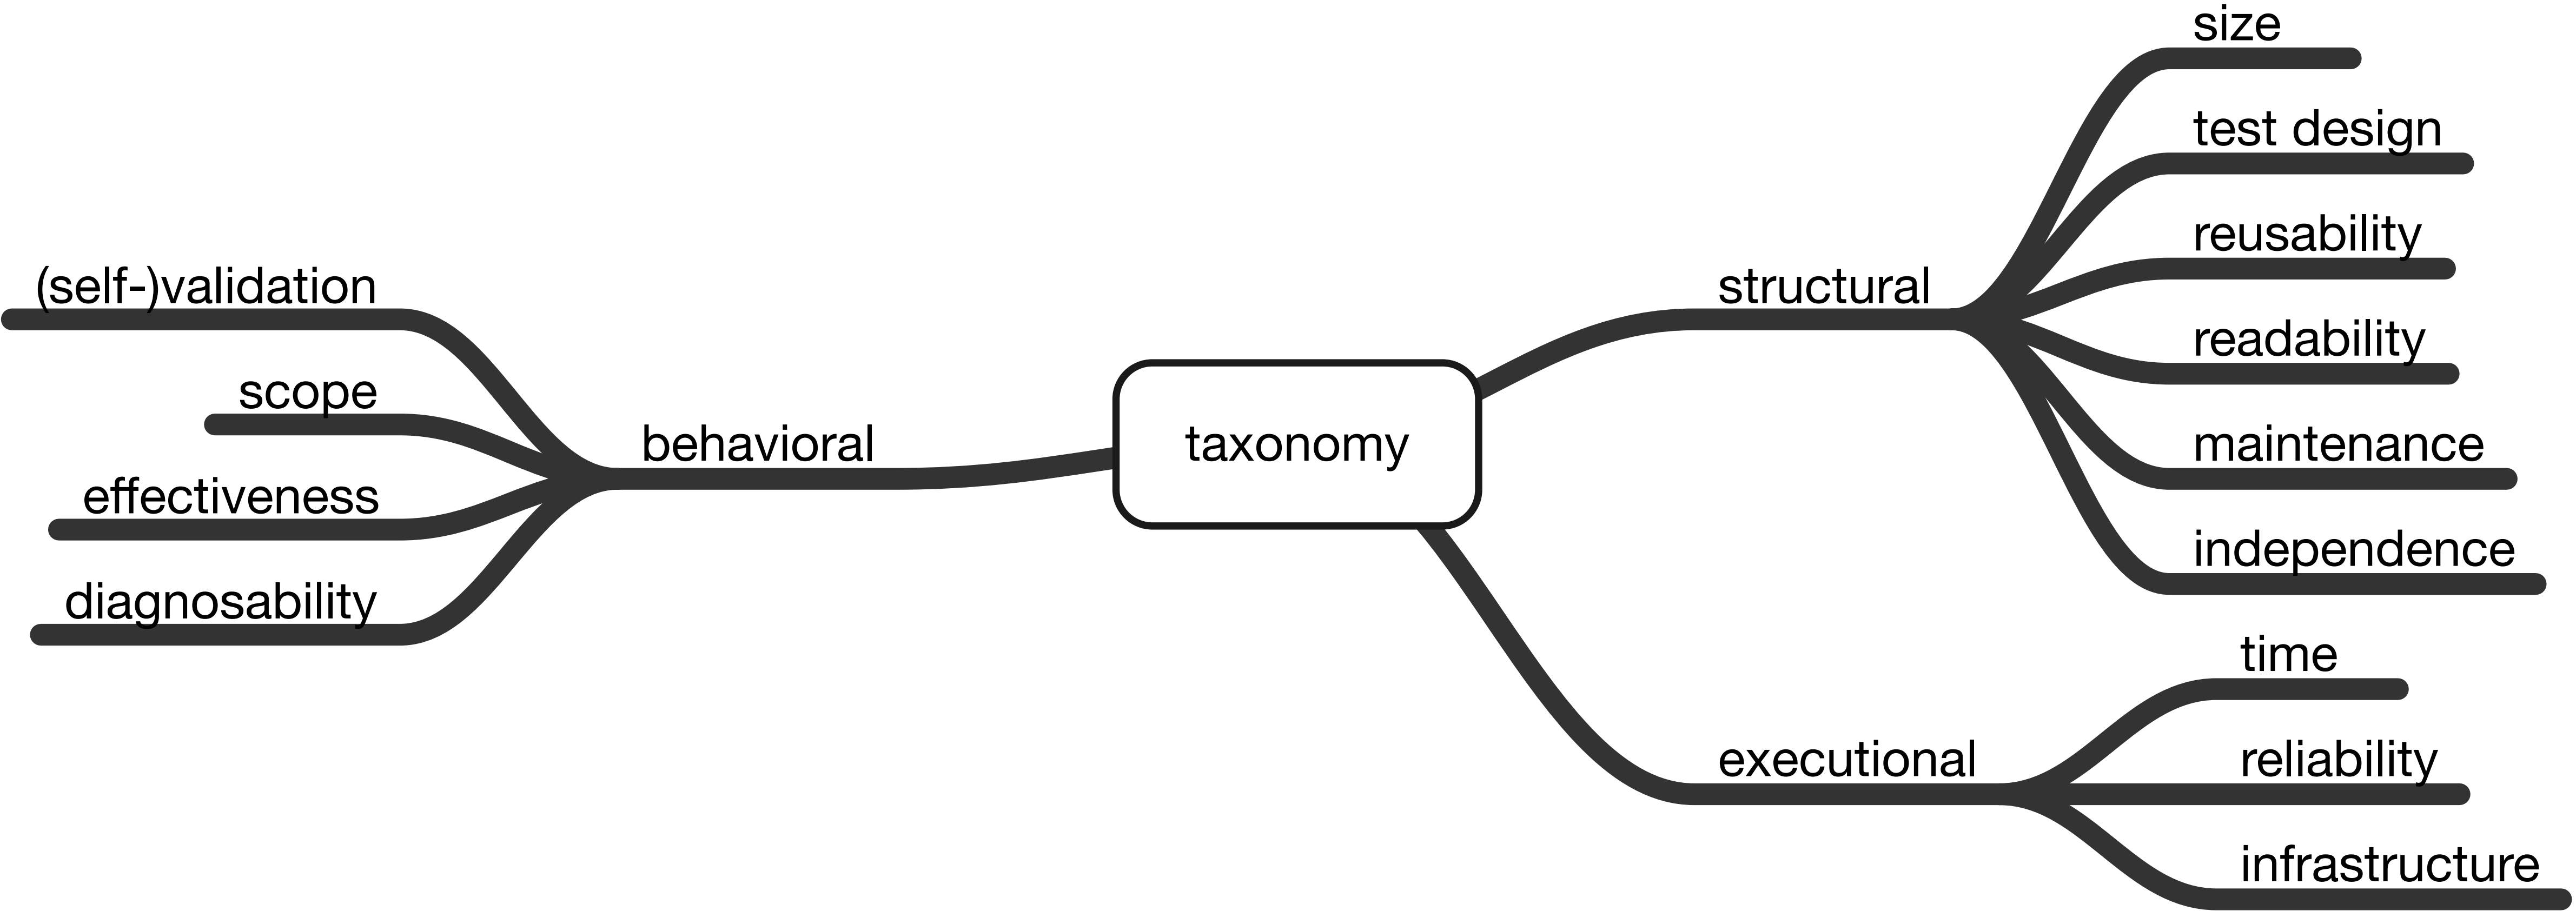 taxonomy
structural
size
test design
reusability
readability
maintenance
independence
executional
time
reliability
infrastructure
behavioral
(self-)validation
scope
effectiveness
diagnosability